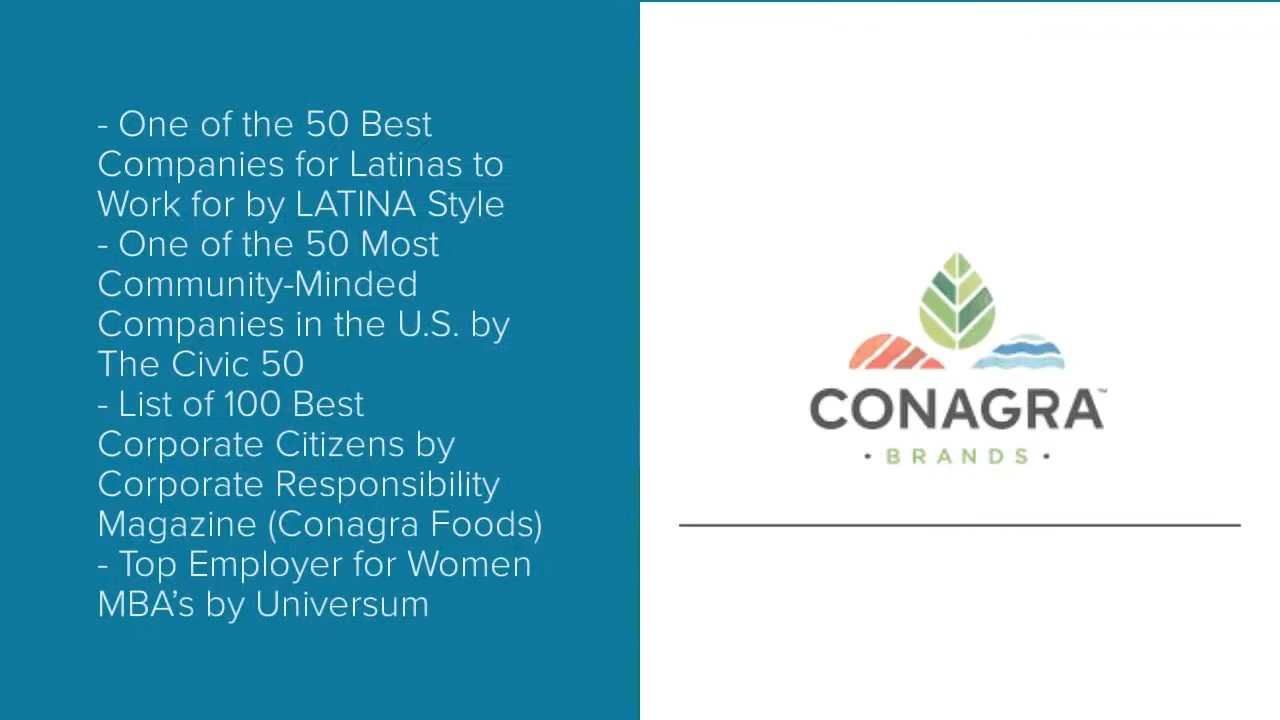 - One of the 50 Best
Companies for Latinas to
Work for by LATINA Style
- One of the 50 Most
Community-Minded
Companies in the U.S. by
The Civic 50
- List of 100 Best
Corporate Citizens by
Corporate Responsibility
Magazine (Conagra Foods)
- Top Employer for Women
MBA’s by Universum
CONAGRA™
• BRANDS •